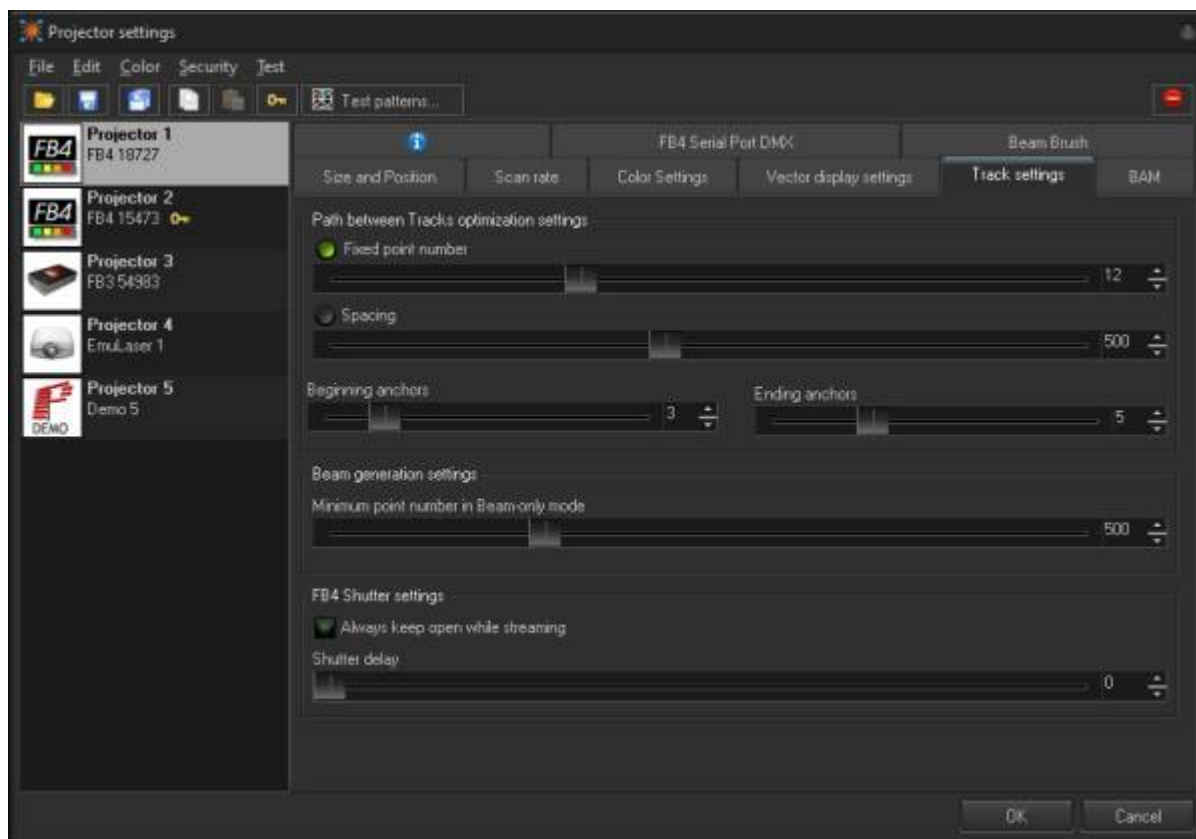 Projector settings
File Edit Color Security Test
Test patterns...
FB4 Projector 1
FB4 18727
FB4 Projector 2
FB4 15473
Projector 3
FB3 54983
Projector 4
EmuLaser 1
Projector 5
Demo 5
DEMO
FB4 Serial Port DMX Beam Brush
Size and Position Scan rate Color Settings Vector display settings Track settings BAM
Path between Tracks optimization settings
Fixed point number
12
Spacing
500
Beginning anchors Ending anchors
3 5
Beam generation settings
Minimum point number in Beam-only mode
500
FB4 Shutter settings
Always keep open while streaming
Shutter delay
0
OK Cancel